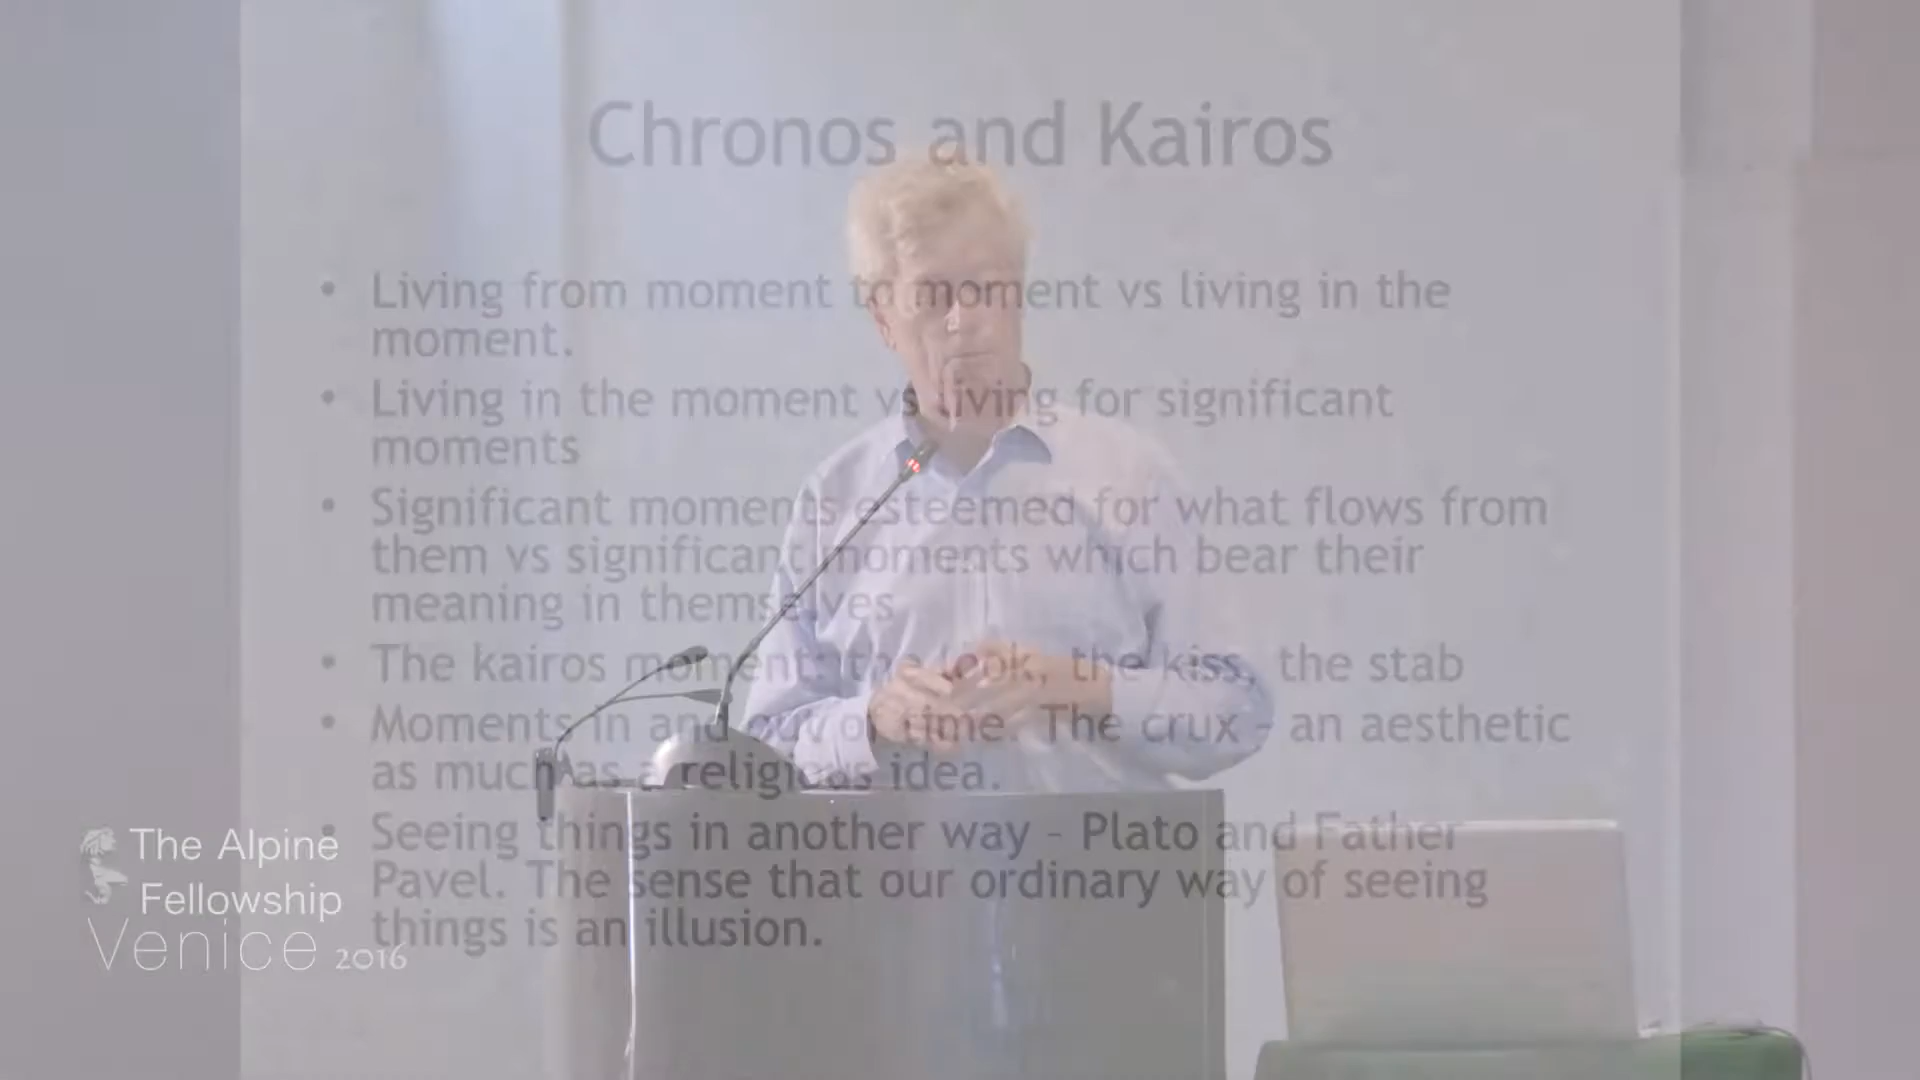 Chronos and Kairos
• Living from moment to moment vs living in the
moment.
• Living in the moment vs living for significant
moments
• Significant moments esteemed for what flows from
them vs significant moments which bear their
meaning in themselves
• The kairos moment: the look, the kiss, the stab
• Moments in and out of time. The crux - an aesthetic
as much as a religious idea.
• Seeing things in another way - Plato and Father
Pavel. The sense that our ordinary way of seeing
things is an illusion.
The Alpine
Fellowship
Venice 2016